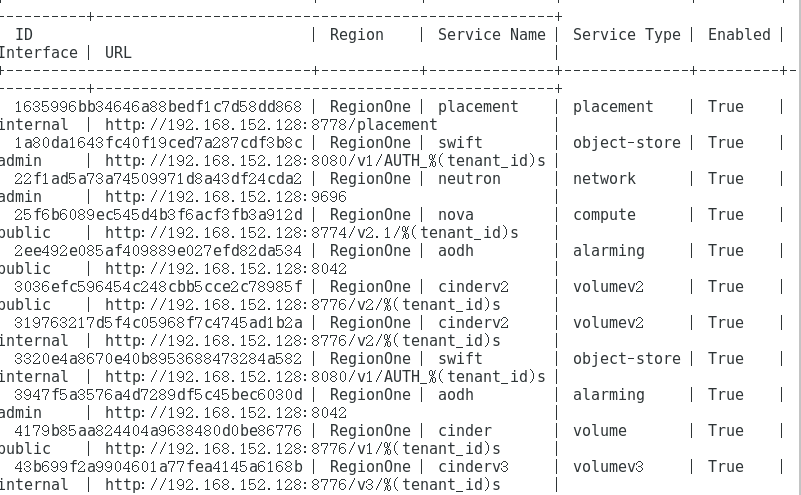 -----------+----------------------------------------------------+
ID | Region | Service Name | Service Type | Enabled |
Interface | URL |
+----------------------------------+-----------+--------------+--------------+---------+-
-----------+----------------------------------------------------+
1635996bb34646a88bedf1c7d58dd868 | RegionOne | placement | placement | True |
internal | http://192.168.152.128:8778/placement |
1a80da1643fc40f19ced7a287cdf3b8c | RegionOne | swift | object-store | True |
admin | http://192.168.152.128:8080/v1/AUTH_%(tenant_id)s |
22f1ad5a73a74509971d8a43df24cda2 | RegionOne | neutron | network | True |
admin | http://192.168.152.128:9696 |
25f6b6089ec545d4b3f6acf3fb3a912d | RegionOne | nova | compute | True |
public | http://192.168.152.128:8774/v2.1/%(tenant_id)s |
2ee492e085af409889e027efd82da534 | RegionOne | aodh | alarming | True |
public | http://192.168.152.128:8042 |
3036efc596454c248cbb5cce2c78985f | RegionOne | cinderv2 | volumev2 | True |
public | http://192.168.152.128:8776/v2/%(tenant_id)s |
319763217d5f4c05968f7c4745ad1b2a | RegionOne | cinderv2 | volumev2 | True |
internal | http://192.168.152.128:8776/v2/%(tenant_id)s |
3320e4a8670e40b8953688473284a582 | RegionOne | swift | object-store | True |
internal | http://192.168.152.128:8080/v1/AUTH_%(tenant_id)s |
3947f5a3576a4d7289df5c45bec6030d | RegionOne | aodh | alarming | True |
admin | http://192.168.152.128:8042 |
4179b85aa824404a9638480d0be86776 | RegionOne | cinder | volume | True |
public | http://192.168.152.128:8776/v1/%(tenant_id)s |
43b699f2a9904601a77fea4145a6168b | RegionOne | cinderv3 | volumev3 | True |
internal | http://192.168.152.128:8776/v3/%(tenant_id)s |